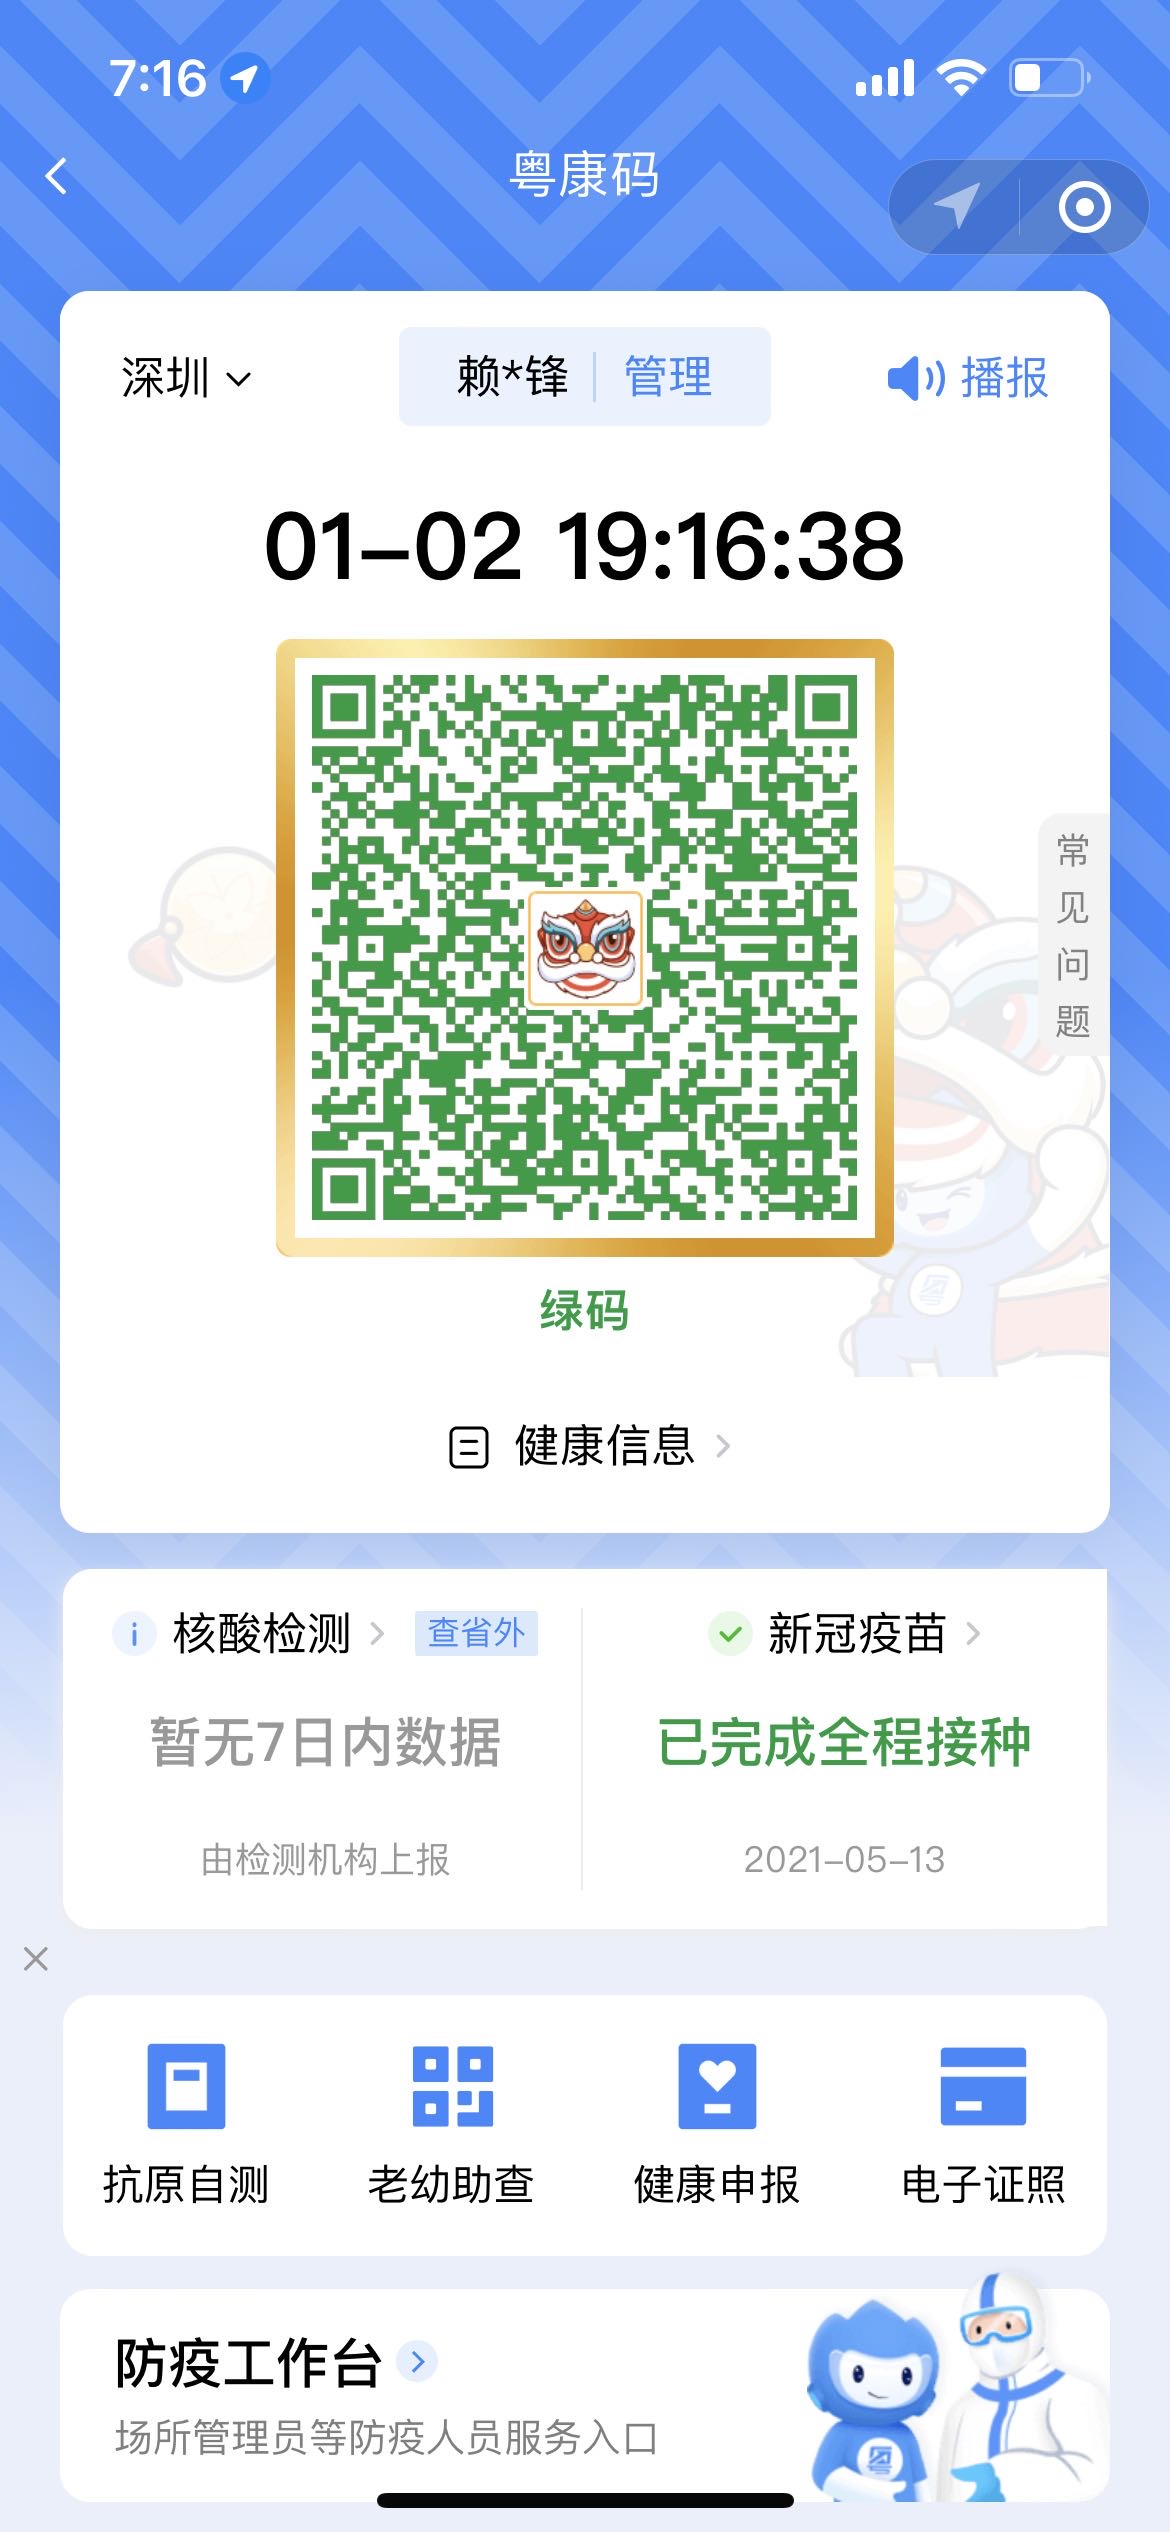 7:16
粤康码
深圳
赖*锋
管理
播报
01-02 19:16:38
常见问题
绿码
健康信息
核酸检测
查省外
新冠疫苗
暂无7日内数据
已完成全程接种
由检测机构上报
2021-05-13
抗原自测
老幼助查
健康申报
电子证照
防疫工作台
场所管理员等防疫人员服务入口